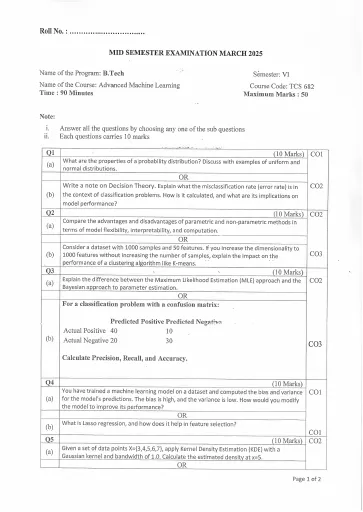 Roll No. : ................................
MID SEMESTER EXAMINATION MARCH 2025
Name of the Program: B.Tech Semester: VI
Name of the Course: Advanced Machine Learning Course Code: TCS 682
Time : 90 Minutes Maximum Marks : 50
Note:
i. Answer all the questions by choosing any one of the sub questions
ii. Each questions carries 10 marks
Q1 (10 Marks) CO1
(a) What are the properties of a probability distribution? Discuss with examples of uniform and
normal distributions.
OR
(b) Write a note on Decision Theory. Explain what the misclassification rate (error rate) is in CO2
the context of classification problems. How is it calculated, and what are its implications on
model performance?
Q2 (10 Marks) CO2
(a) Compare the advantages and disadvantages of parametric and non-parametric methods in
terms of model flexibility, interpretability, and computation.
OR
(b) Consider a dataset with 1000 samples and 50 features. If you increase the dimensionality to CO3
1000 features without increasing the number of samples, explain the impact on the
performance of a clustering algorithm like K-means.
Q3 (10 Marks)
(a) Explain the difference between the Maximum Likelihood Estimation (MLE) approach and the CO2
Bayesian approach to parameter estimation.
OR
(b) For a classification problem with a confusion matrix: CO3
Predicted Positive Predicted Negative
Actual Positive 40 10
Actual Negative 20 30
Calculate Precision, Recall, and Accuracy.
Q4 (10 Marks)
(a) You have trained a machine learning model on a dataset and computed the bias and variance CO1
for the model's predictions. The bias is high, and the variance is low. How would you modify
the model to improve its performance?
OR
(b) What is Lasso regression, and how does it help in feature selection?
CO1
Q5 (10 Marks) CO2
(a) Given a set of data points X={3,4,5,6,7}, apply Kernel Density Estimation (KDE) with a
Gaussian kernel and bandwidth of 1.0. Calculate the estimated density at x=5.
OR
Page 1 of 2